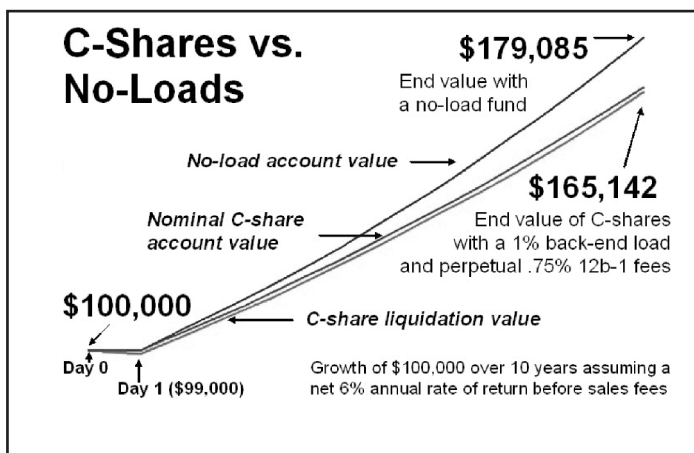 C-Shares vs.
No-Loads
$179,085
End value with
a no-load fund
No-load account value
$165,142
Nominal C-share
account value
End value of C-shares
with a 1% back-end load
and perpetual .75% 12b-1 fees
$100,000
C-share liquidation value
Day 0
Day 1 ($99,000)
Growth of $100,000 over 10 years assuming a
net 6% annual rate of return before sales fees